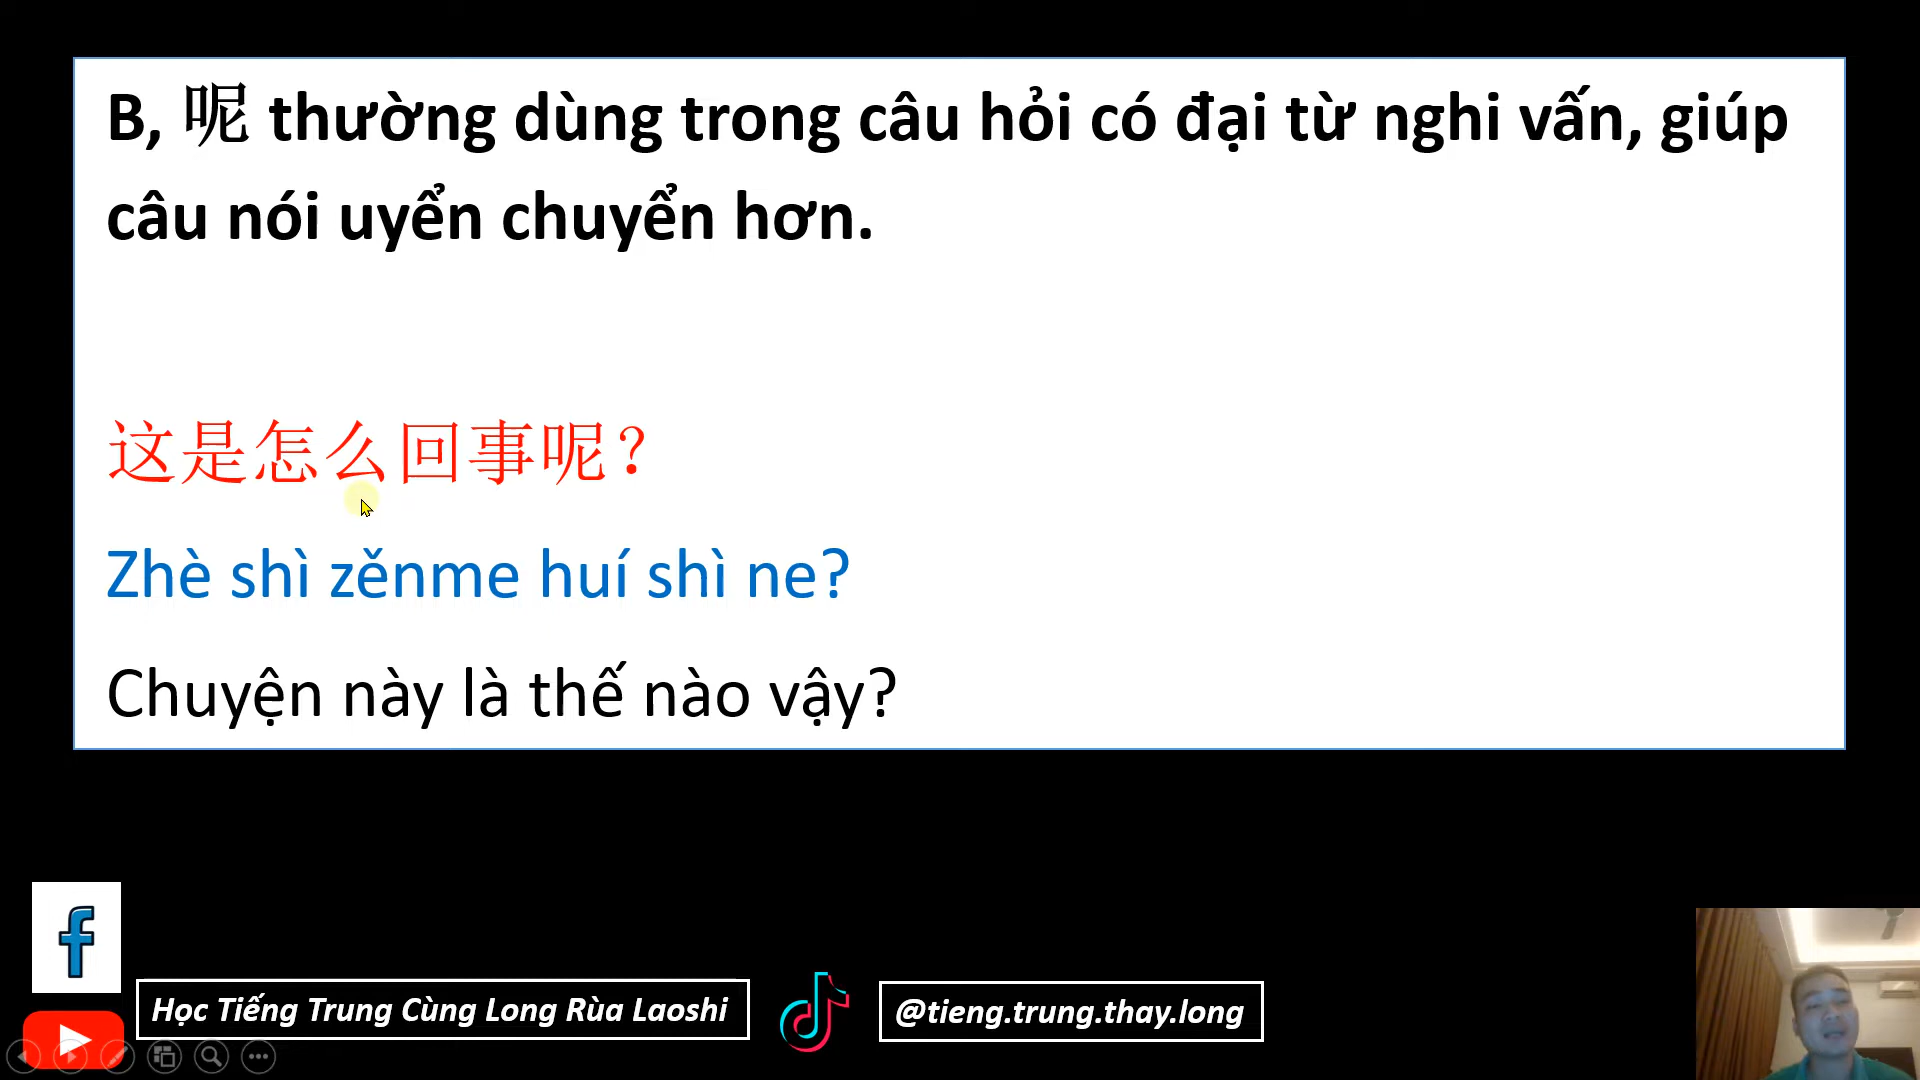 B, 呢 thường dùng trong câu hỏi có đại từ nghi vấn, giúp
câu nói uyển chuyển hơn.
这是怎么回事呢？
Zhè shì zěnme huí shì ne?
Chuyện này là thế nào vậy?
Học Tiếng Trung Cùng Long Rùa Laoshi
@tieng.trung.thay.long